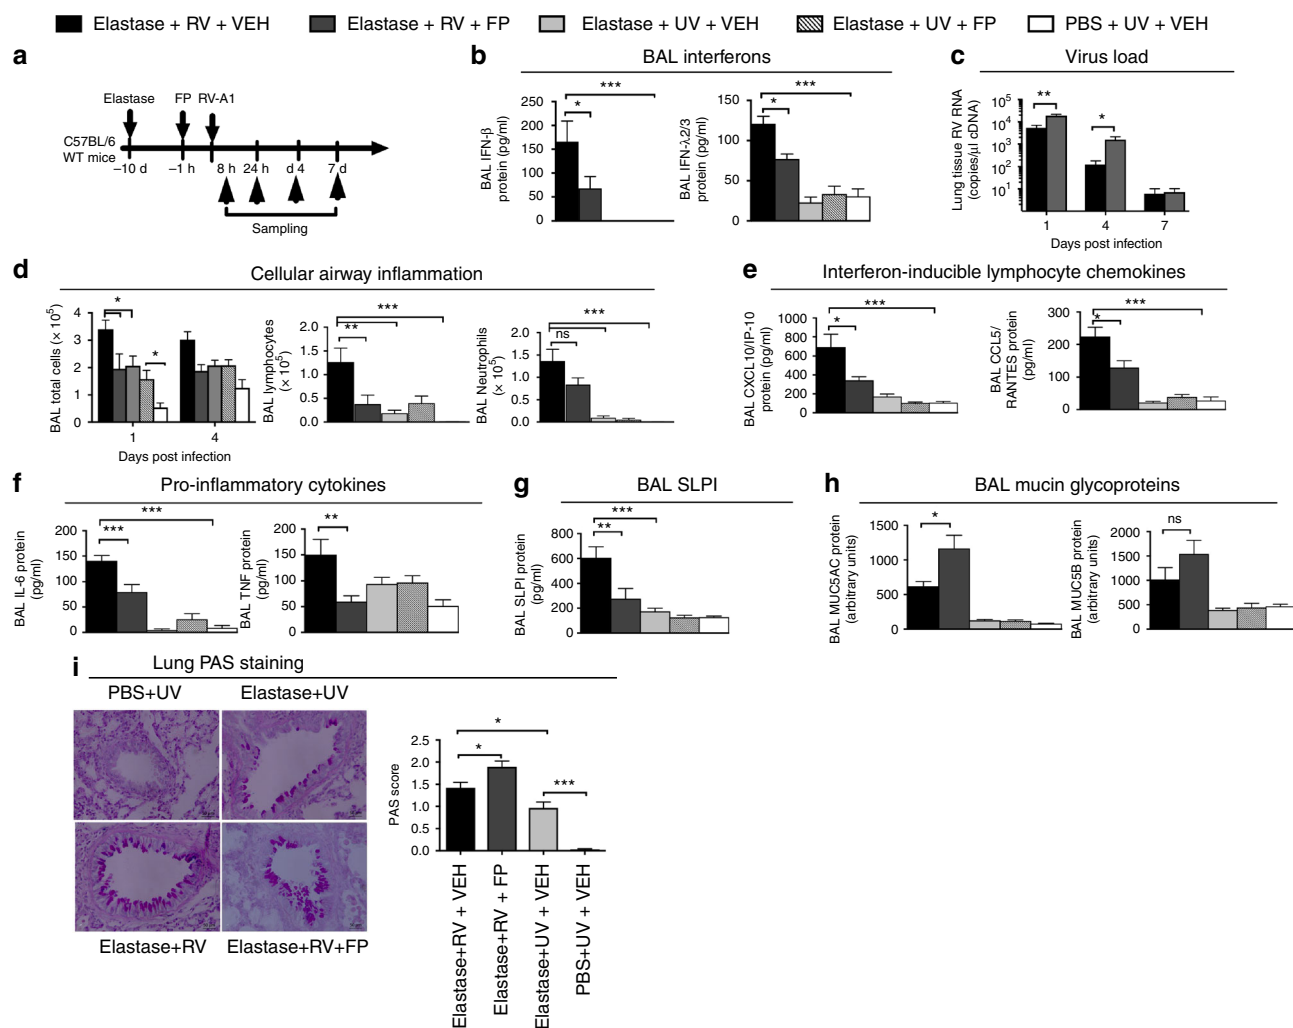 Elastase + RV + VEH
Elastase + RV + FP
Elastase + UV + VEH
Elastase + UV + FP
PBS + UV + VEH
a
Elastase
FP
RV-A1
C57BL/6
WT mice
−10 d
−1 h
8 h
24 h
d 4
7 d
Sampling
b
BAL interferons
BAL IFN-β
protein (pg/ml)
250
200
150
100
50
0
*
***
BAL IFN-λ2/3
protein (pg/ml)
150
100
50
0
*
***
c
Virus load
Lung tissue RV RNA
(copies/µl cDNA)
10⁵
10⁴
10³
10²
10¹
**
*
1
4
7
Days post infection
d
Cellular airway inflammation
BAL total cells (× 10⁵)
4
3
2
1
0
*
*
1
4
Days post infection
BAL lymphocytes
(× 10⁵)
2.0
1.5
1.0
0.5
0.0
***
**
BAL Neutrophils
(× 10⁵)
2.0
1.5
1.0
0.5
0.0
***
ns
e
Interferon-inducible lymphocyte chemokines
BAL CXCL10/IP-10
protein (pg/ml)
1000
800
600
400
200
0
***
*
BAL CCL5/
RANTES protein
(pg/ml)
300
200
100
0
***
*
f
Pro-inflammatory cytokines
BAL IL-6 protein
(pg/ml)
200
150
100
50
0
***
***
BAL TNF protein
(pg/ml)
200
150
100
50
0
**
g
BAL SLPI
BAL SLPI protein
(pg/ml)
800
600
400
200
0
***
**
h
BAL mucin glycoproteins
BAL MUC5AC protein
(arbitrary units)
1500
1000
500
0
*
BAL MUC5B protein
(arbitrary units)
2000
1500
1000
500
0
ns
i
Lung PAS staining
PBS+UV
Elastase+UV
Elastase+RV
Elastase+RV+FP
PAS score
2.5
2.0
1.5
1.0
0.5
0.0
*
*
***
Elastase+RV + VEH
Elastase+RV + FP
Elastase+UV + VEH
PBS+UV + VEH